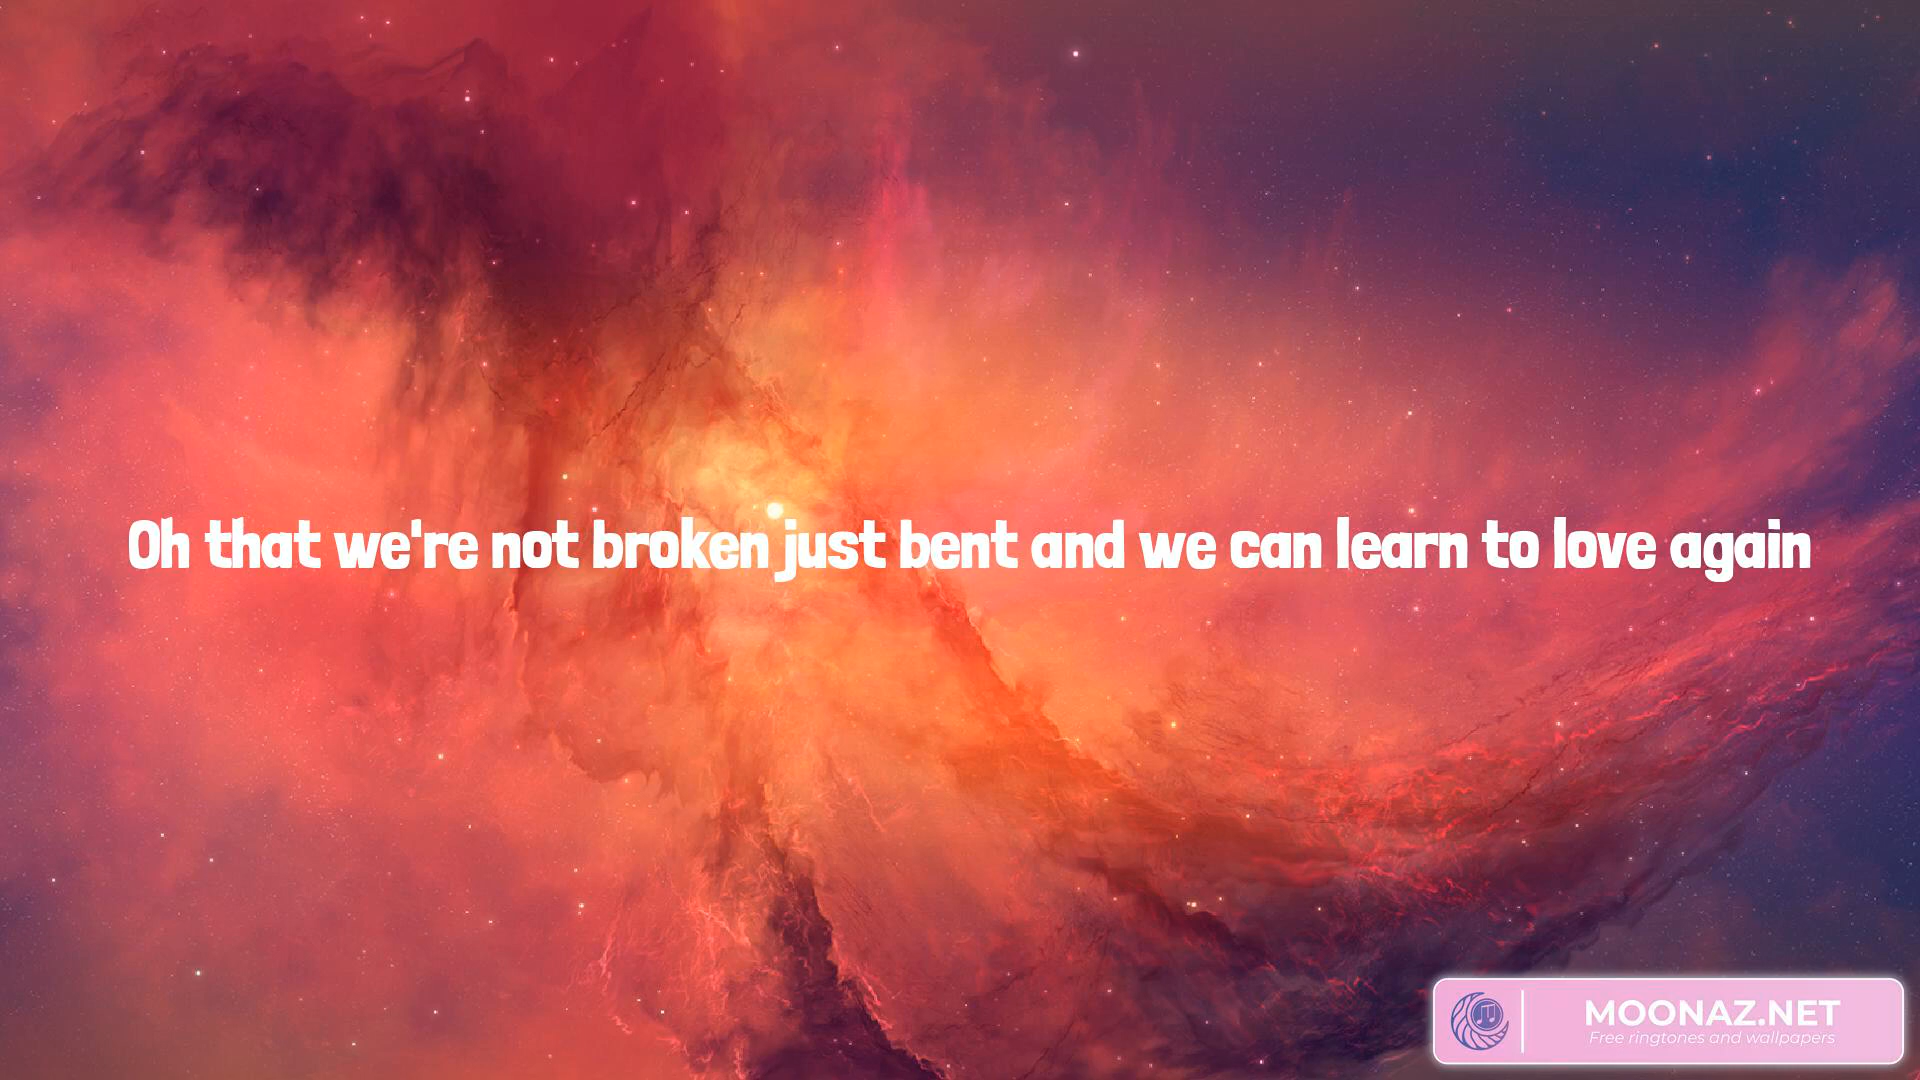 Oh that we're not broken just bent and we can learn to love again
MOONAZ.NET
Free ringtones and wallpapers